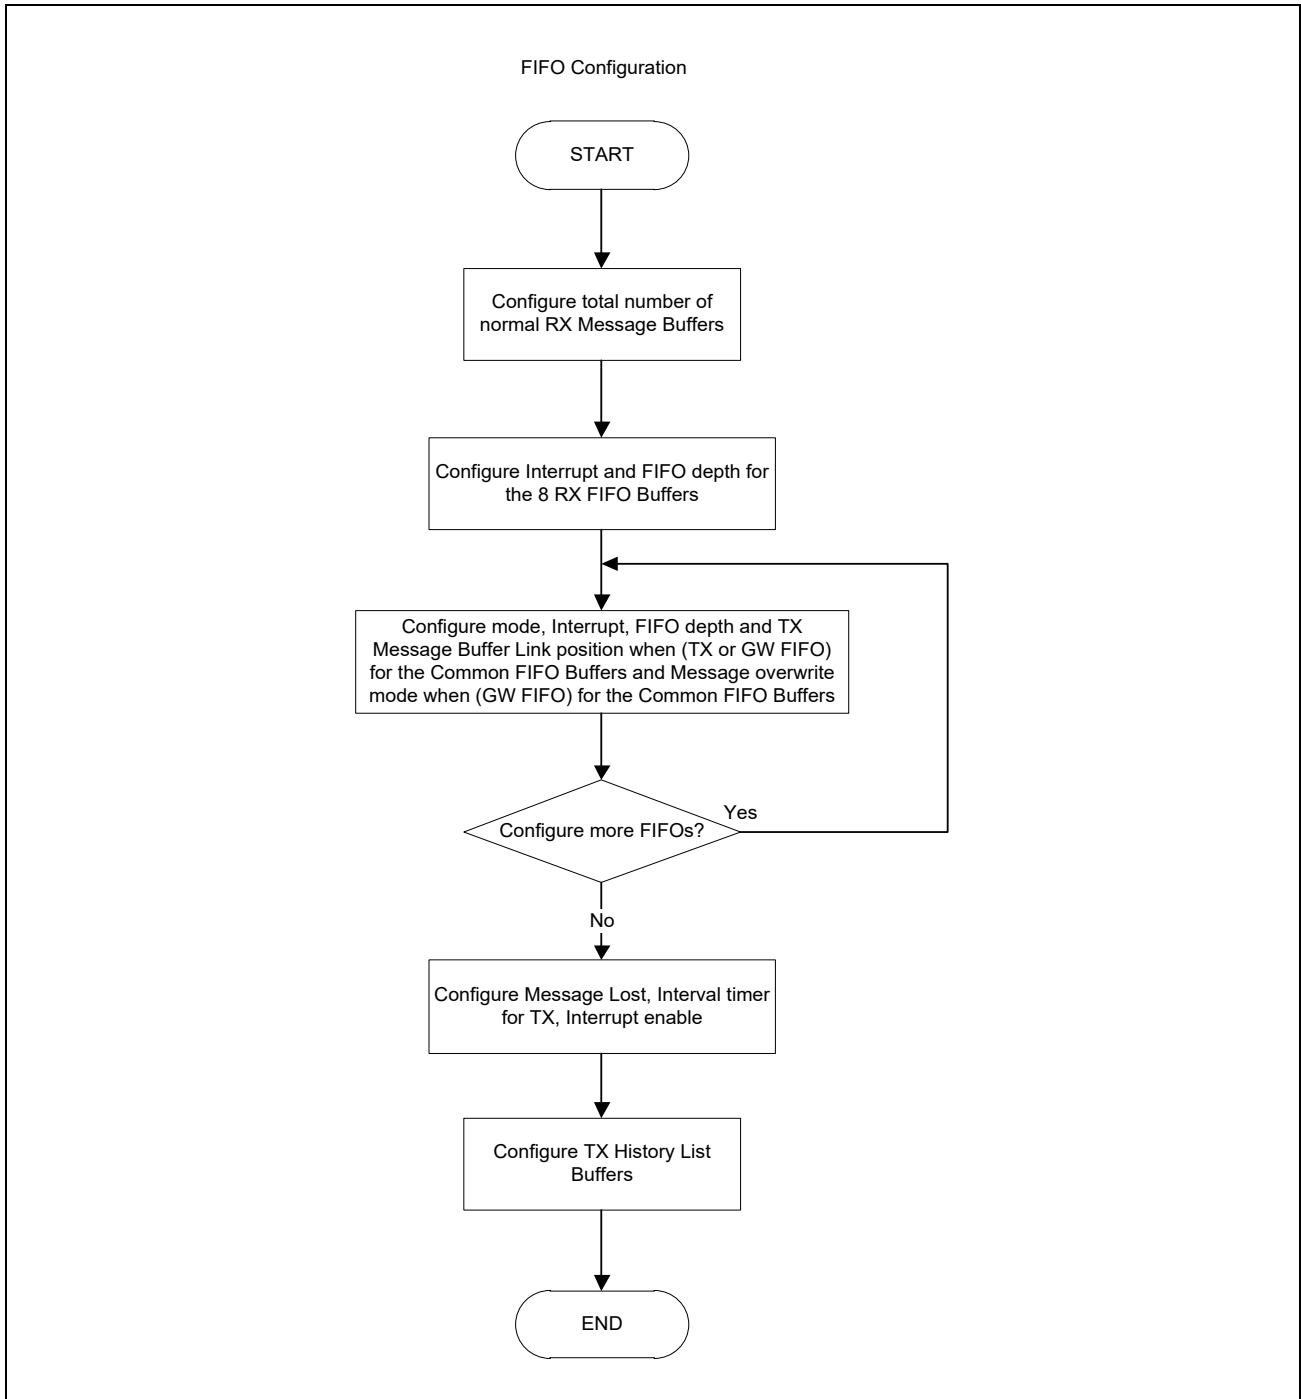 FIFO Configuration
START
Configure total number of
normal RX Message Buffers
Configure Interrupt and FIFO depth for
the 8 RX FIFO Buffers
Configure mode, Interrupt, FIFO depth and TX
Message Buffer Link position when (TX or GW FIFO)
for the Common FIFO Buffers and Message overwrite
mode when (GW FIFO) for the Common FIFO Buffers
Yes
Configure more FIFOs?
No
Configure Message Lost, Interval timer
for TX, Interrupt enable
Configure TX History List
Buffers
END